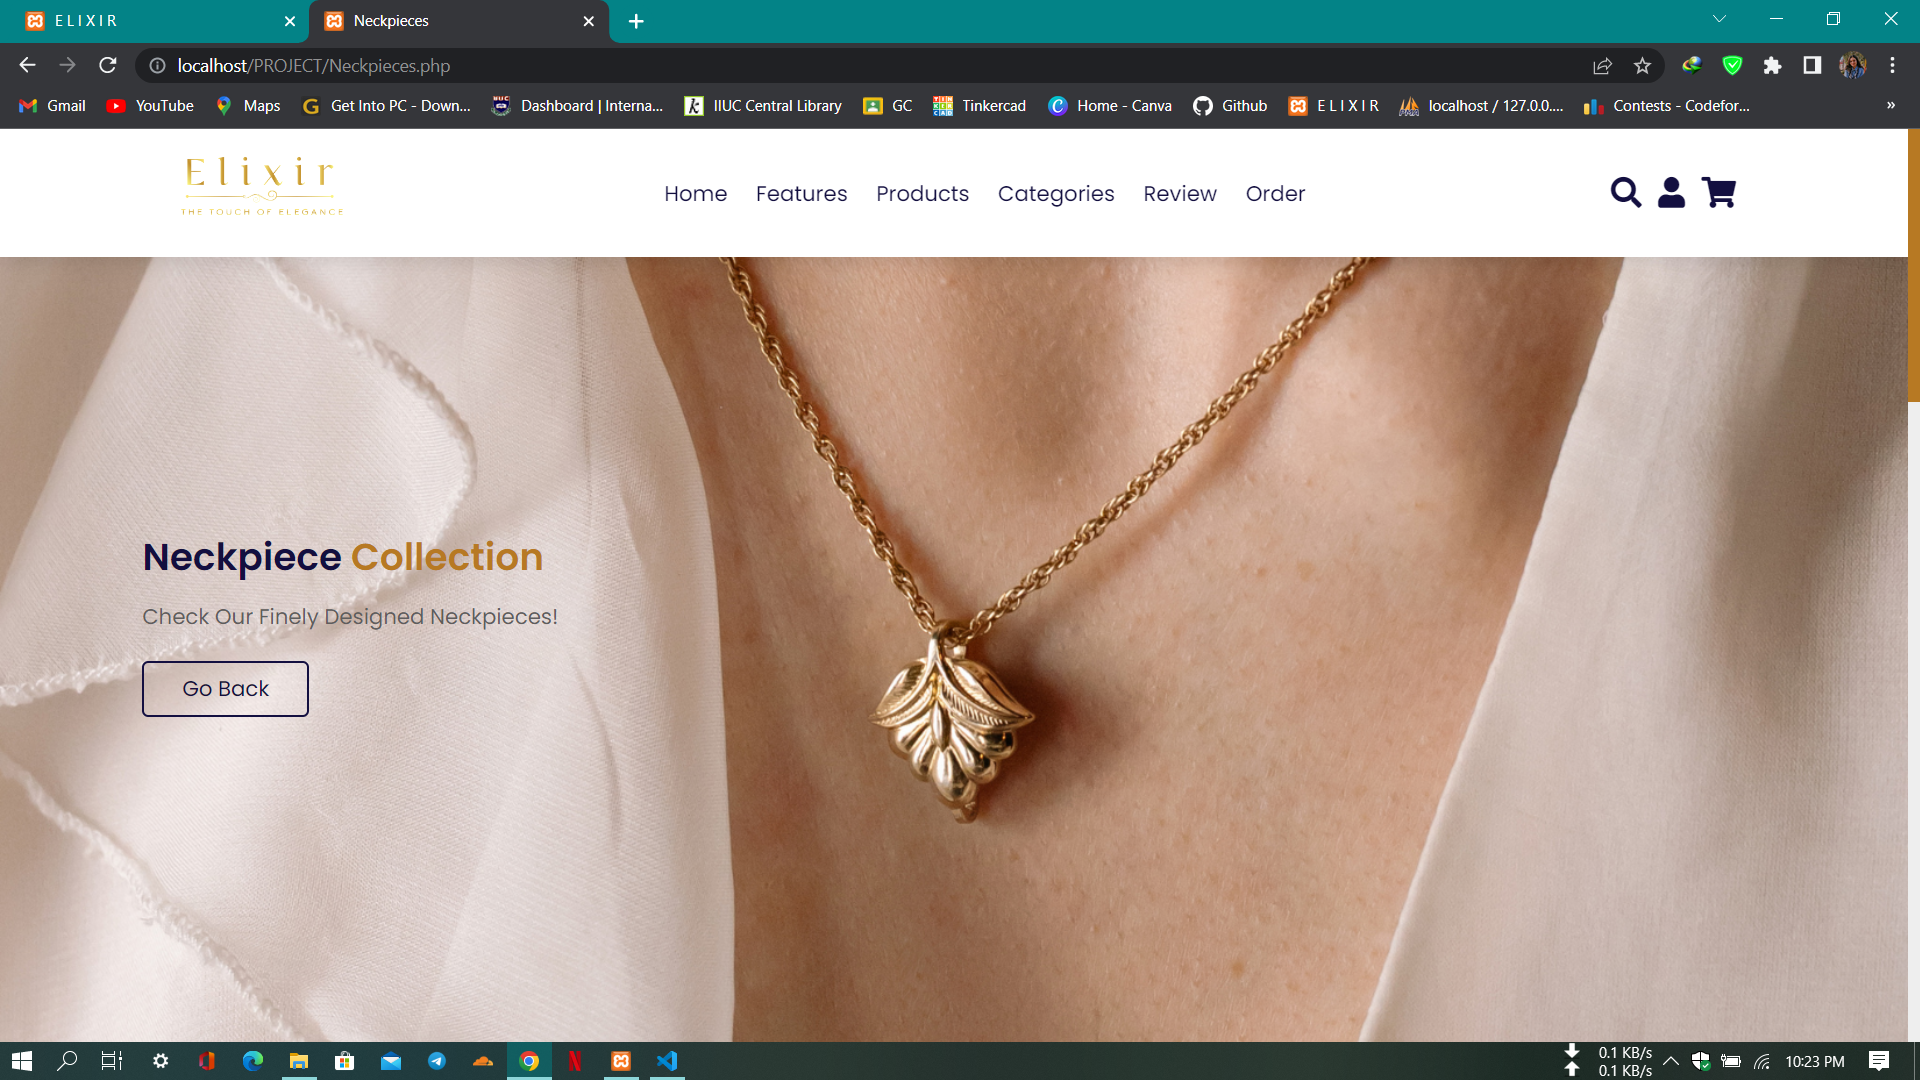 E L I X I R
Neckpieces
localhost/PROJECT/Neckpieces.php
Gmail
YouTube
Maps
Get Into PC - Down...
Dashboard | Interna...
IIUC Central Library
GC
Tinkercad
Home - Canva
Github
E L I X I R
localhost / 127.0.0....
Contests - Codefor...
»
Elixir
THE TOUCH OF ELEGANCE
Home
Features
Products
Categories
Review
Order
Neckpiece Collection
Check Our Finely Designed Neckpieces!
Go Back
0.1 KB/s
0.1 KB/s
10:23 PM